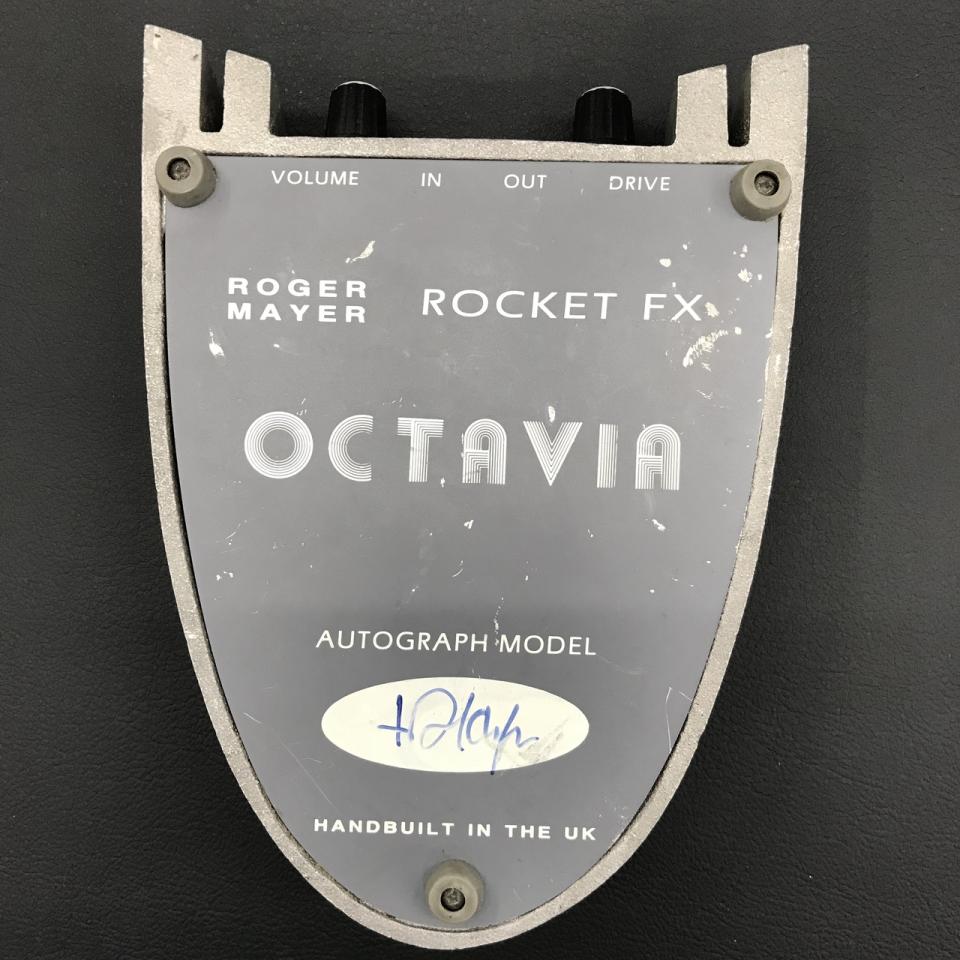 VOLUME IN OUT DRIVE
ROGER MAYER
ROCKET FX
OCTAVIA
AUTOGRAPH MODEL
HANDBUILT IN THE UK